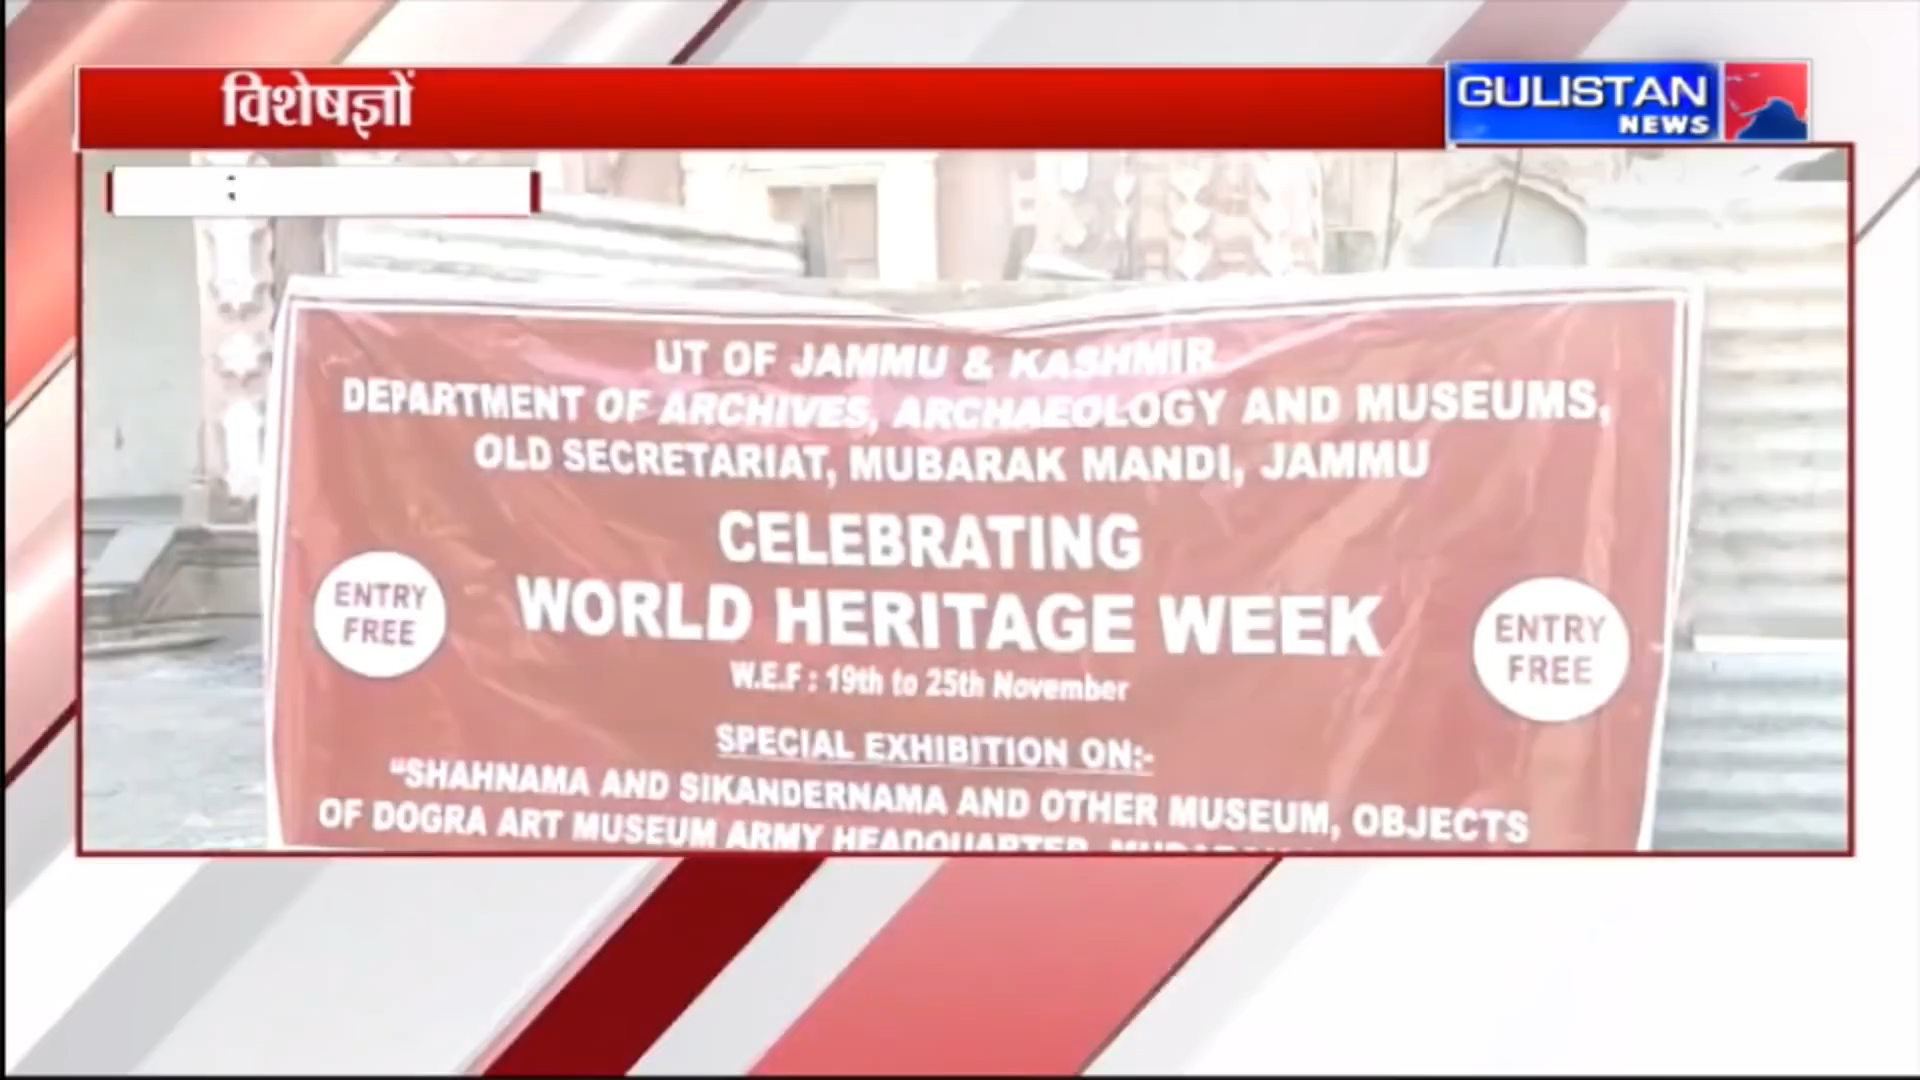 विशेषज्ञों
GULISTAN
NEWS
UT OF JAMMU & KASHMIR
DEPARTMENT OF ARCHIVES, ARCHAEOLOGY AND MUSEUMS,
OLD SECRETARIAT, MUBARAK MANDI, JAMMU
CELEBRATING
WORLD HERITAGE WEEK
W.E.F : 19th to 25th November
ENTRY
FREE
ENTRY
FREE
SPECIAL EXHIBITION ON:-
"SHAHNAMA AND SIKANDERNAMA AND OTHER MUSEUM, OBJECTS
OF DOGRA ART MUSEUM ARMY HEADQUARTER,